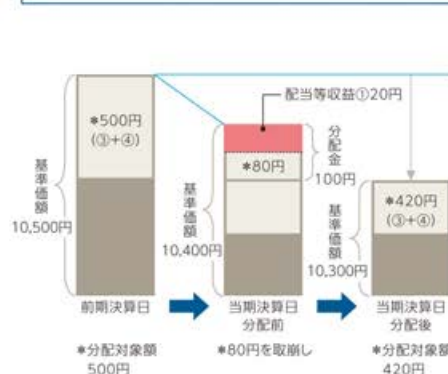 配当等収益①20円
*500円
(③+④)
基準価額
10,500円
分配金
100円
*80円
基準価額
10,400円
*420円
(③+④)
基準価額
10,300円
前期決算日
当期決算日
分配前
当期決算日
分配後
*分配対象額
500円
*80円を取崩し
*分配対象額
420円